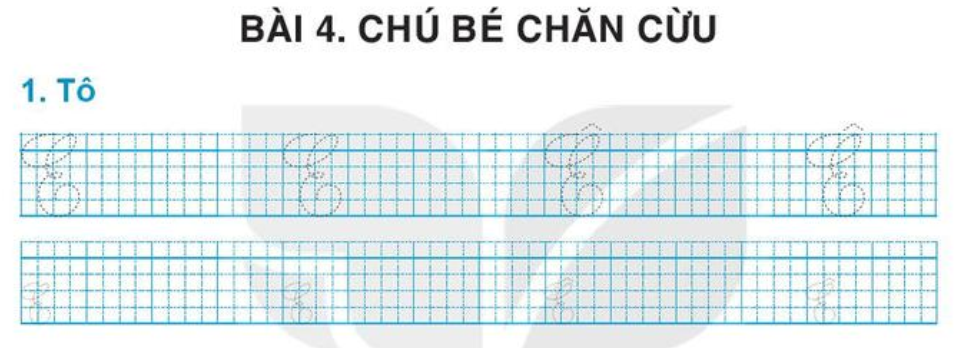 BÀI 4. CHÚ BÉ CHĂN CỪU
1. Tô
E E Ê Ê
E E Ê Ê